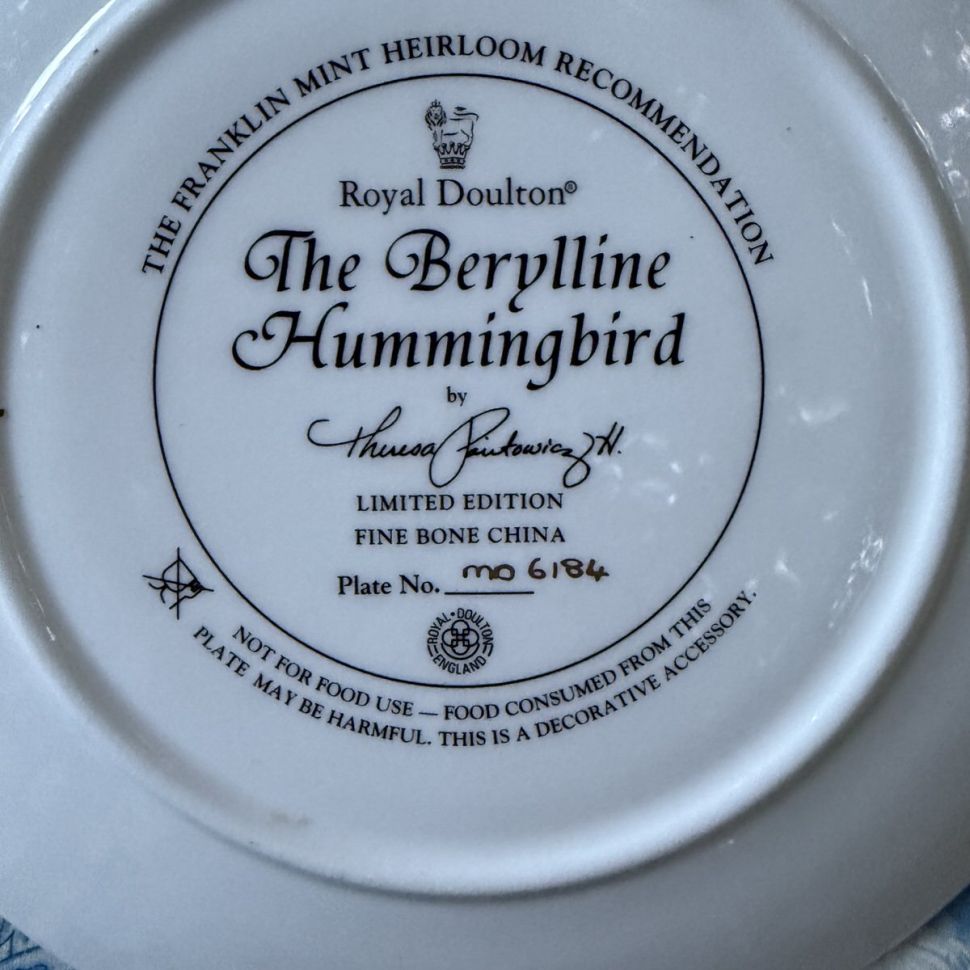 THE FRANKLIN MINT HEIRLOOM RECOMMENDATION
Royal Doulton®
The Berylline
Hummingbird
by
Theresa H.
LIMITED EDITION
FINE BONE CHINA
Plate No. mo 6184
ROYAL·DOULTON
ENGLAND
NOT FOR FOOD USE — FOOD CONSUMED FROM THIS
PLATE MAY BE HARMFUL. THIS IS A DECORATIVE ACCESSORY.